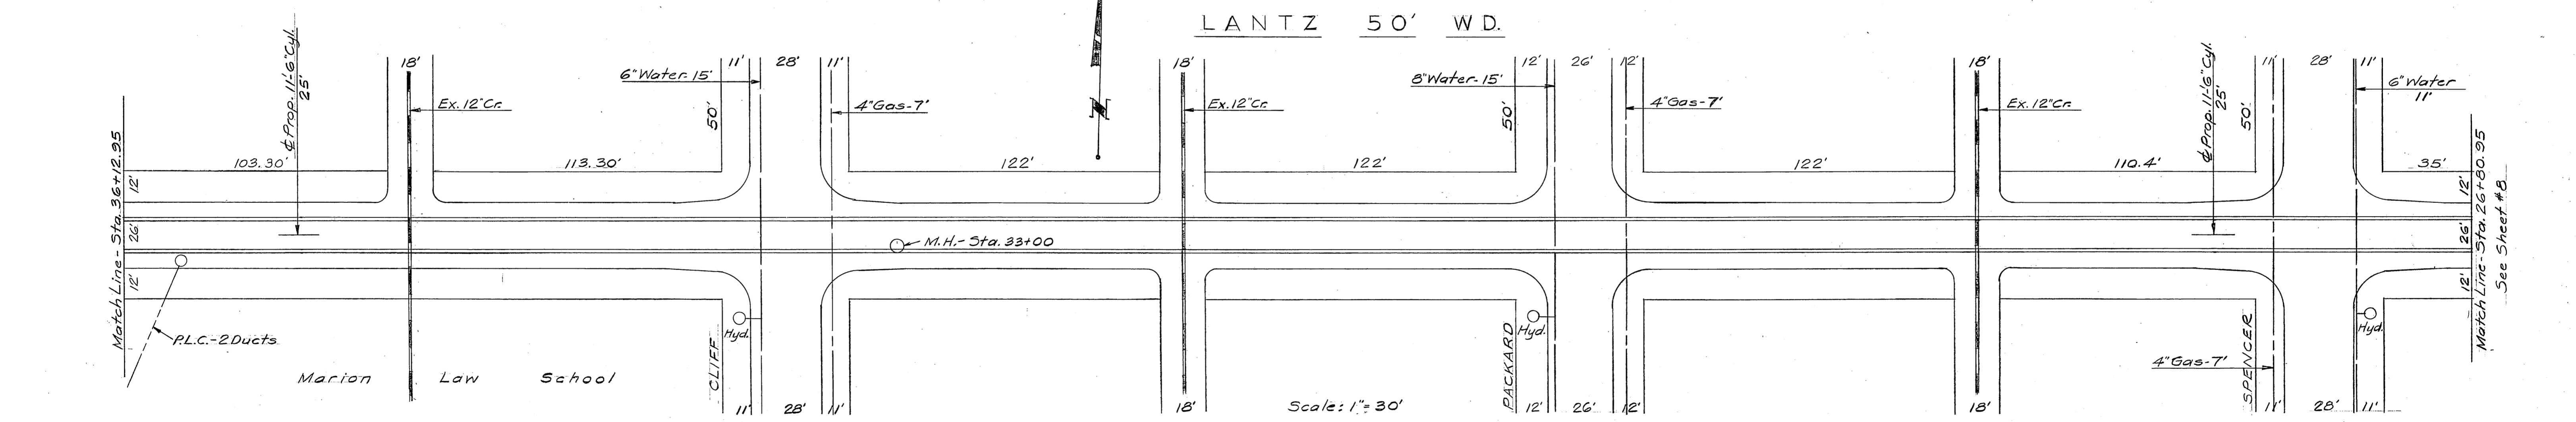 LANTZ 50' WD.
18' 11' 28' 11' 18' 12' 26' 12' 18' 11' 28' 11'
℄ Prop. 11'-6" Cyl.
25'
Ex. 12" Cr.
6" Water-15'
4" Gas-7'
50'
Ex. 12" Cr.
8" Water-15'
4" Gas-7'
50'
Ex. 12" Cr.
℄ Prop. 11'-6" Cyl.
25'
50'
6" Water
11'
103.30' 113.30' 122' 122' 122' 110.4' 35'
Match Line - Sta. 36+12.95
12'
26'
12'
M.H.-Sta. 33+00
12'
26'
12'
Match Line - Sta. 26+80.95
See Sheet #8
P.L.C.-2 Ducts
Hyd. Hyd. Hyd.
CLIFF
PACKARD
SPENCER
4" Gas-7'
Marion Law School
Scale: 1"=30'
11' 28' 11' 18' 12' 26' 12' 18' 11' 28' 11'